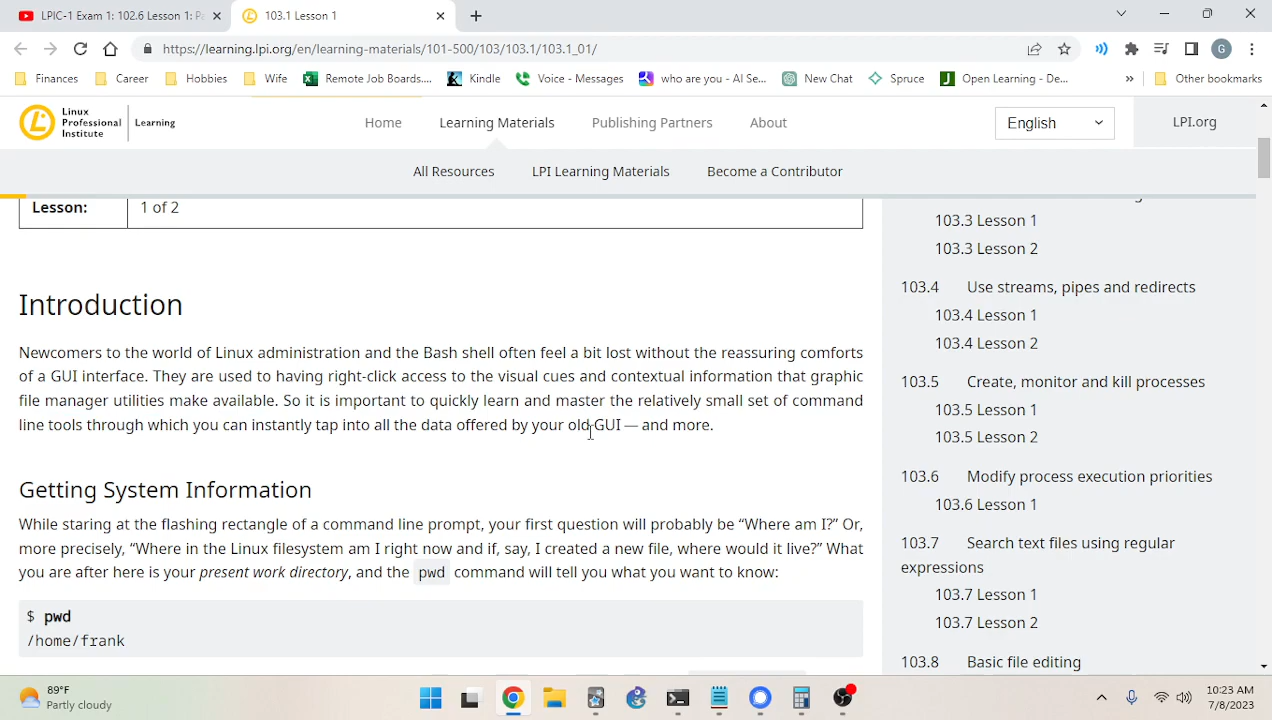 LPIC-1 Exam 1: 102.6 Lesson 1: P
103.1 Lesson 1
https://learning.lpi.org/en/learning-materials/101-500/103/103.1/103.1_01/
G
Finances
Career
Hobbies
Wife
Remote Job Boards....
Kindle
Voice - Messages
who are you - AI Se...
New Chat
Spruce
Open Learning - De...
»
Other bookmarks
Linux
Professional
Institute
Learning
Home
Learning Materials
Publishing Partners
About
English
LPI.org
All Resources
LPI Learning Materials
Become a Contributor
Lesson:
1 of 2
Introduction
Newcomers to the world of Linux administration and the Bash shell often feel a bit lost without the reassuring comforts
of a GUI interface. They are used to having right-click access to the visual cues and contextual information that graphic
file manager utilities make available. So it is important to quickly learn and master the relatively small set of command
line tools through which you can instantly tap into all the data offered by your old GUI — and more.
Getting System Information
While staring at the flashing rectangle of a command line prompt, your first question will probably be “Where am I?” Or,
more precisely, “Where in the Linux filesystem am I right now and if, say, I created a new file, where would it live?” What
you are after here is your present work directory, and the pwd command will tell you what you want to know:
$ pwd
/home/frank
103.3 Lesson 1
103.3 Lesson 2
103.4 Use streams, pipes and redirects
103.4 Lesson 1
103.4 Lesson 2
103.5 Create, monitor and kill processes
103.5 Lesson 1
103.5 Lesson 2
103.6 Modify process execution priorities
103.6 Lesson 1
103.7 Search text files using regular
expressions
103.7 Lesson 1
103.7 Lesson 2
103.8 Basic file editing
89°F
Partly cloudy
10:23 AM
7/8/2023